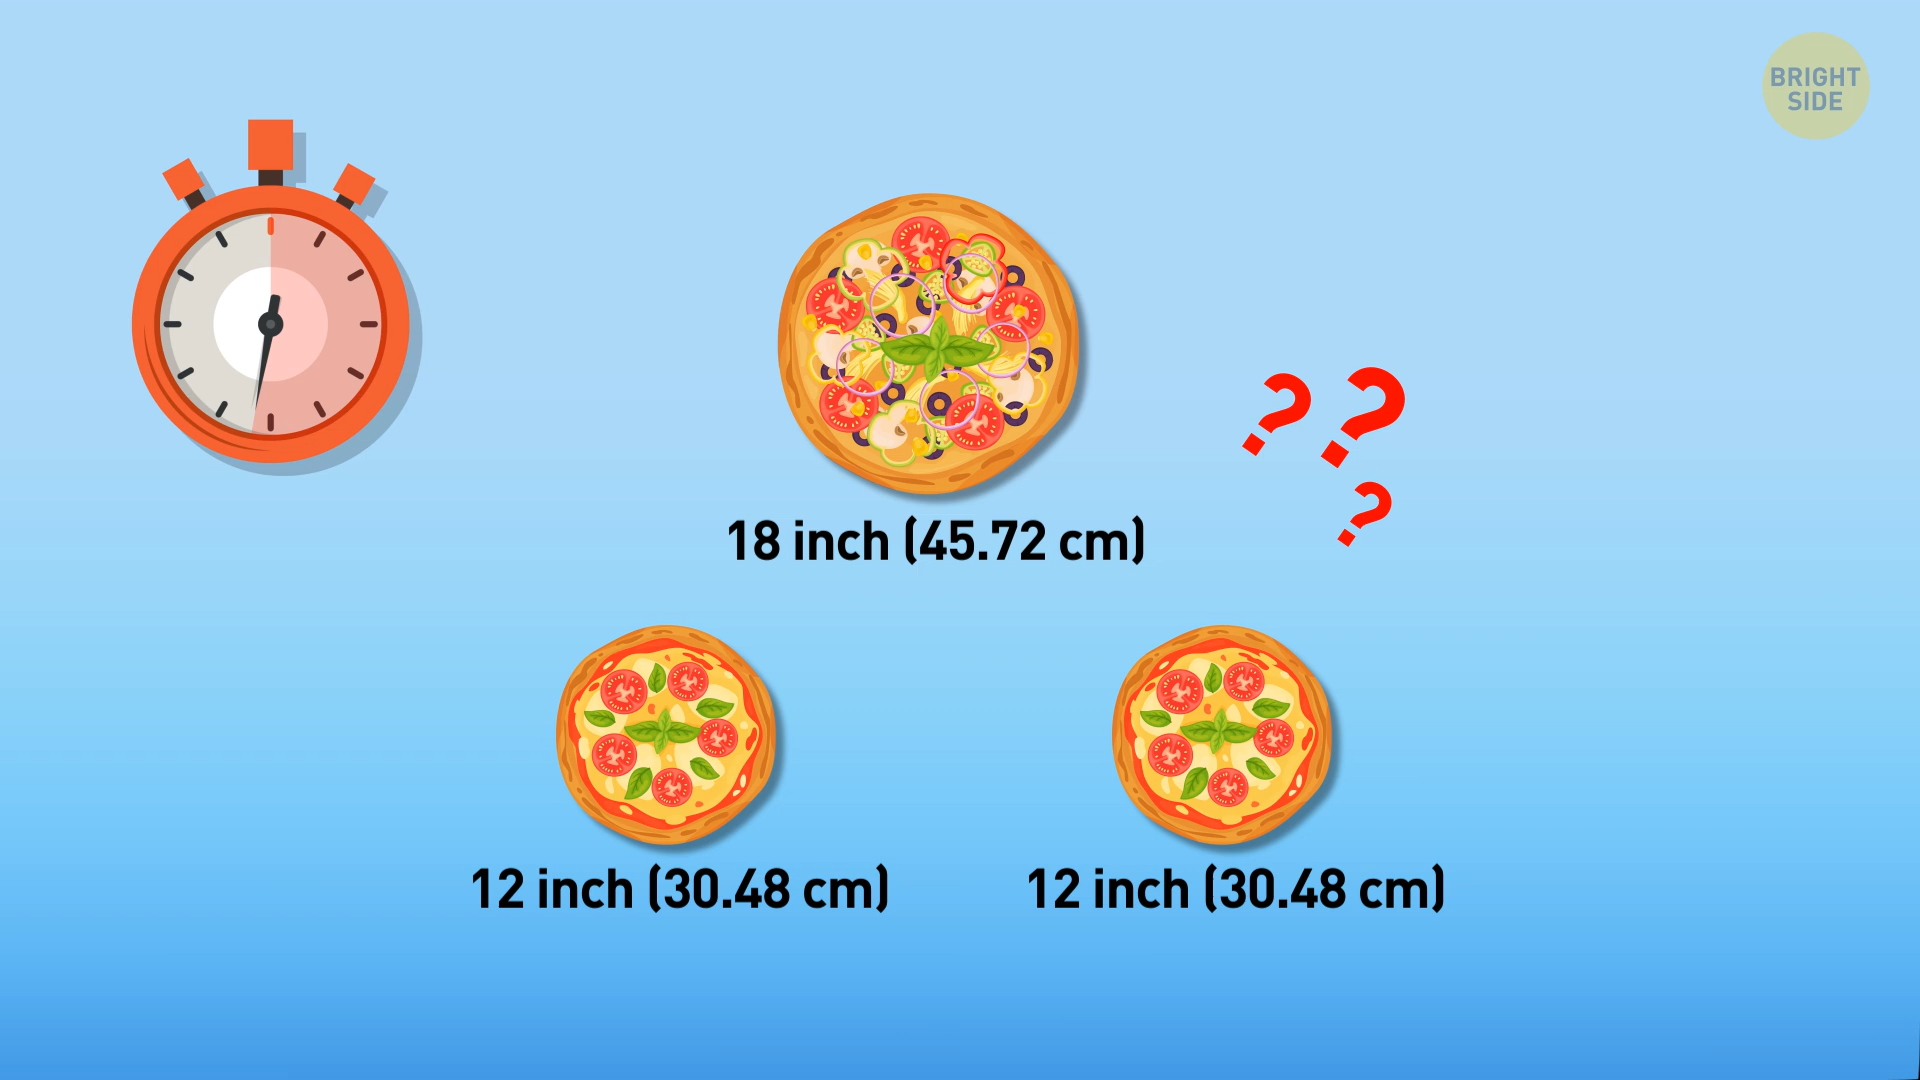 BRIGHT
SIDE
??
?
18 inch (45.72 cm)
12 inch (30.48 cm)
12 inch (30.48 cm)